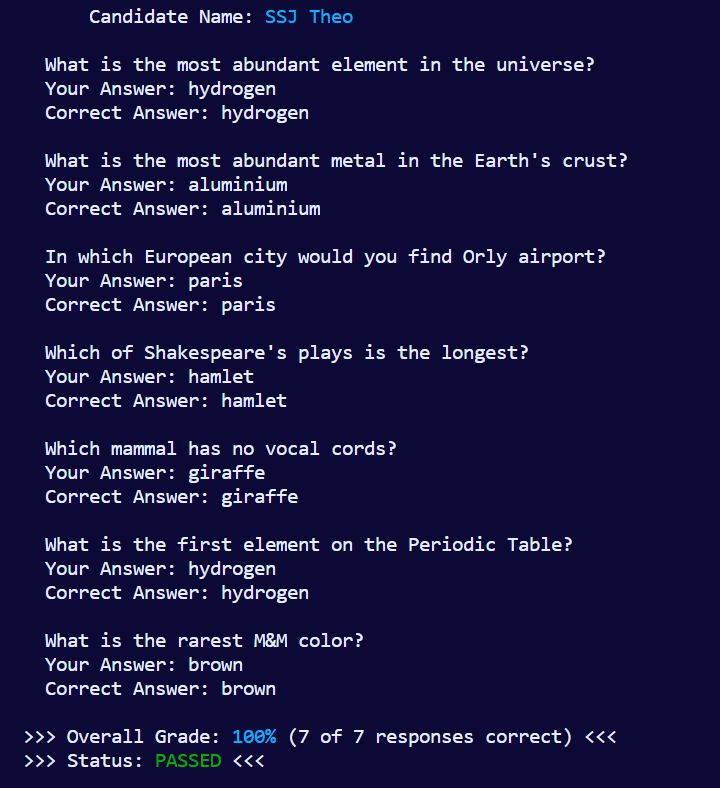 Candidate Name: SSJ Theo
What is the most abundant element in the universe?
Your Answer: hydrogen
Correct Answer: hydrogen
What is the most abundant metal in the Earth's crust?
Your Answer: aluminium
Correct Answer: aluminium
In which European city would you find Orly airport?
Your Answer: paris
Correct Answer: paris
Which of Shakespeare's plays is the longest?
Your Answer: hamlet
Correct Answer: hamlet
Which mammal has no vocal cords?
Your Answer: giraffe
Correct Answer: giraffe
What is the first element on the Periodic Table?
Your Answer: hydrogen
Correct Answer: hydrogen
What is the rarest M&M color?
Your Answer: brown
Correct Answer: brown
>>> Overall Grade: 100% (7 of 7 responses correct) <<<
>>> Status: PASSED <<<